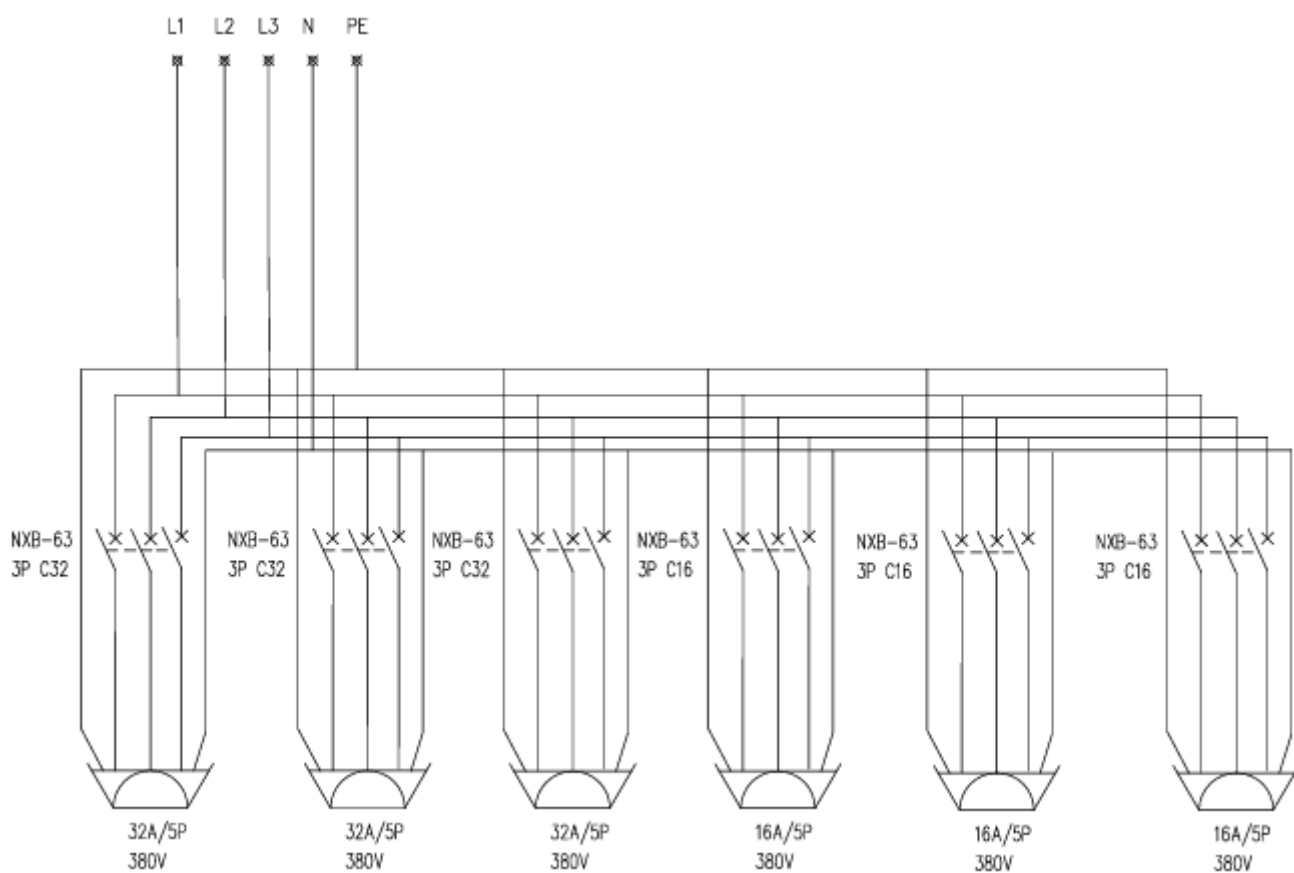 L1 L2 L3 N PE
NXB-63
3P C32
NXB-63
3P C32
NXB-63
3P C32
NXB-63
3P C16
NXB-63
3P C16
NXB-63
3P C16
32A/5P
380V
32A/5P
380V
32A/5P
380V
16A/5P
380V
16A/5P
380V
16A/5P
380V